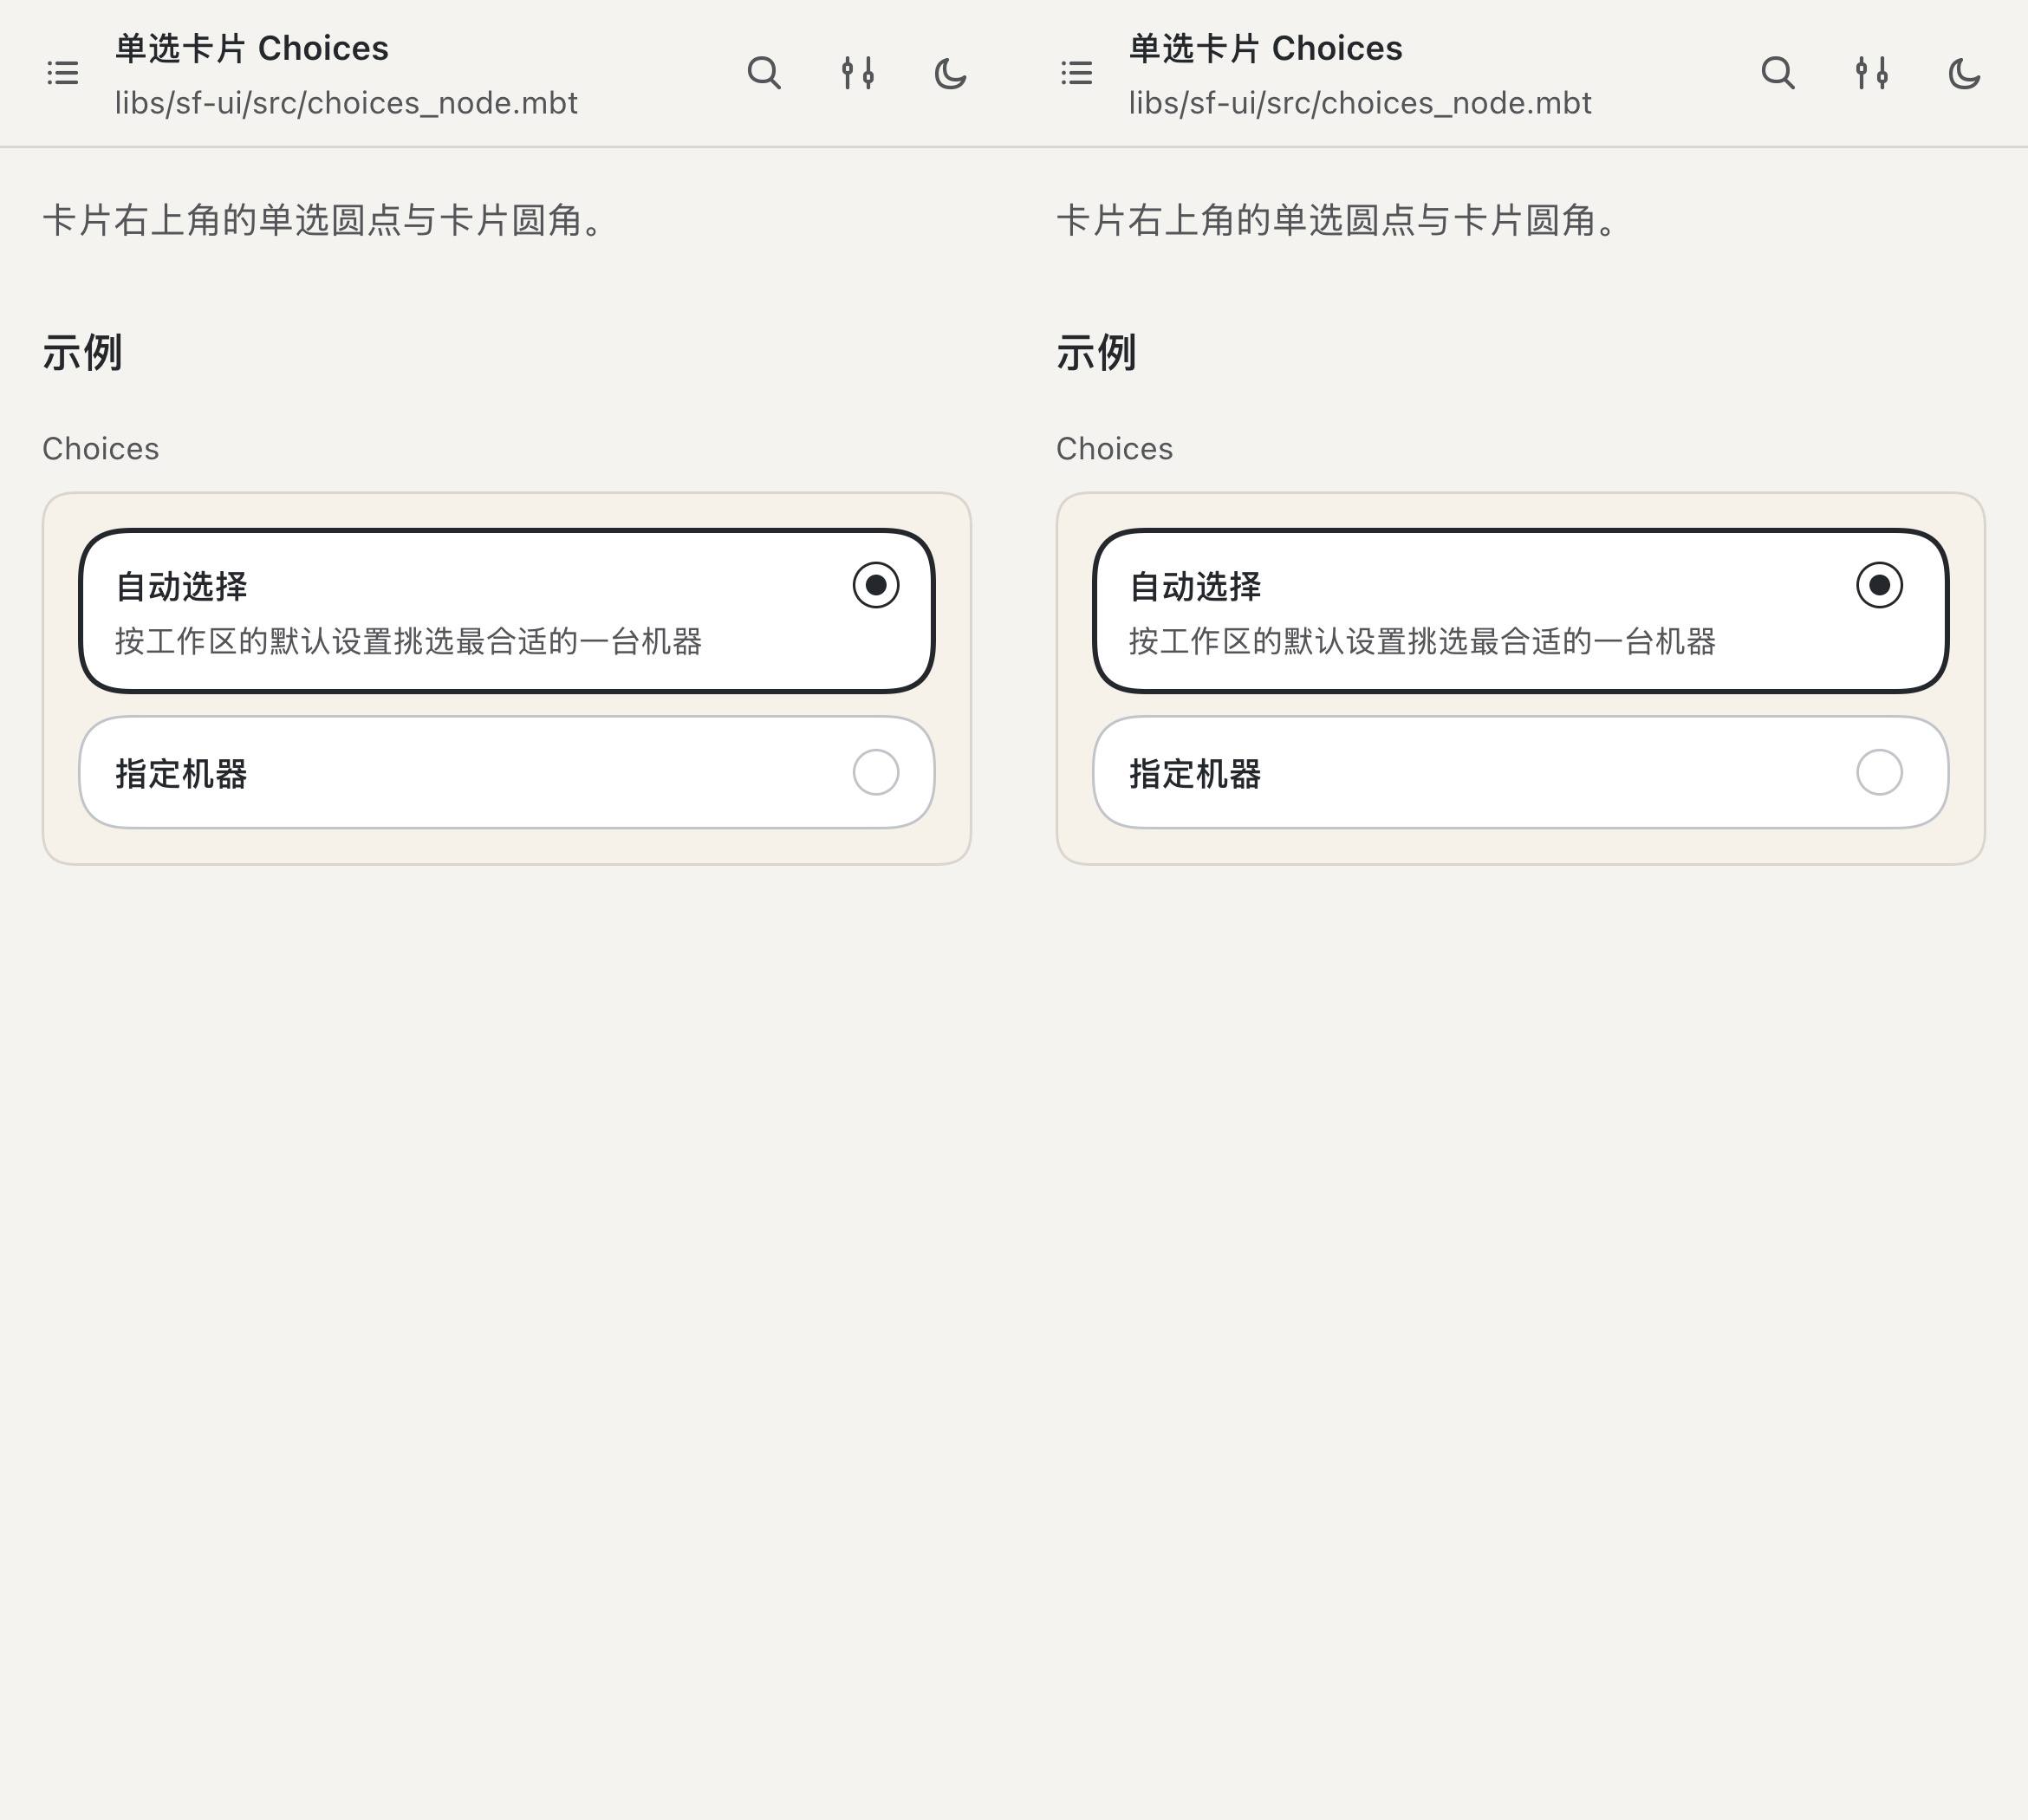 单选卡片 Choices
libs/sf-ui/src/choices_node.mbt
卡片右上角的单选圆点与卡片圆角。
示例
Choices
自动选择
按工作区的默认设置挑选最合适的一台机器
指定机器
单选卡片 Choices
libs/sf-ui/src/choices_node.mbt
卡片右上角的单选圆点与卡片圆角。
示例
Choices
自动选择
按工作区的默认设置挑选最合适的一台机器
指定机器